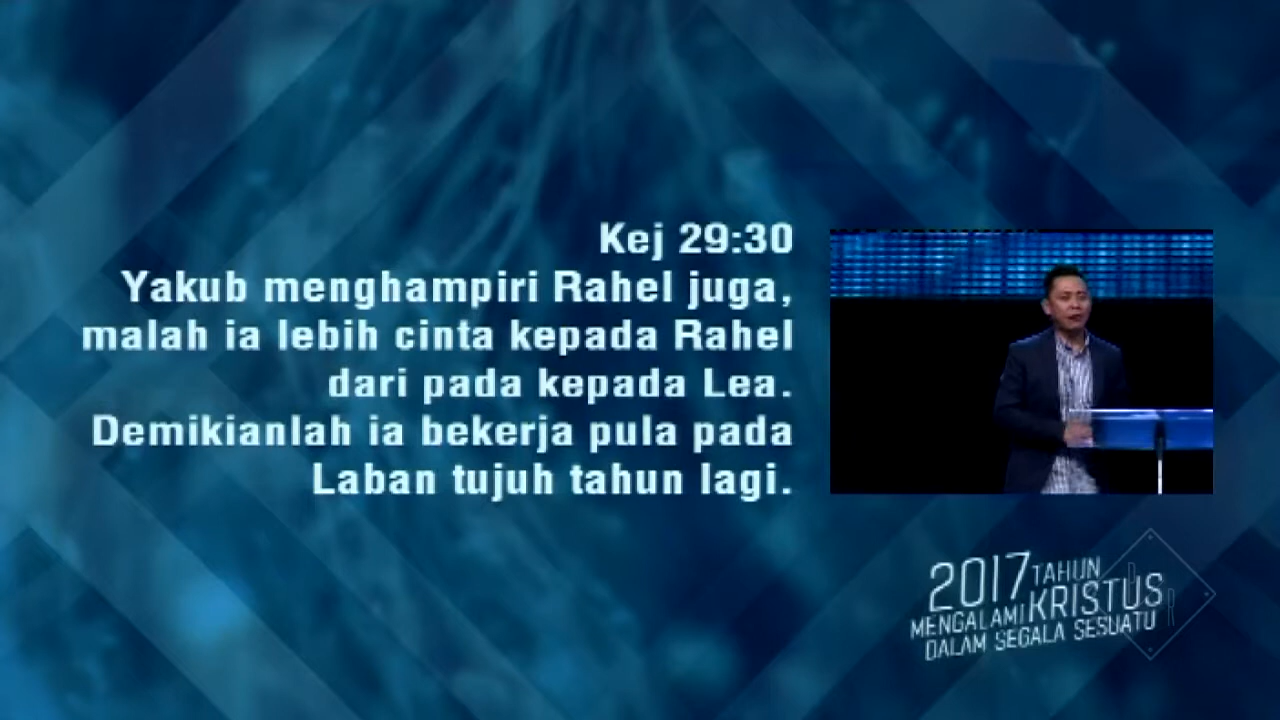 Kej 29:30
Yakub menghampiri Rahel juga,
malah ia lebih cinta kepada Rahel
dari pada kepada Lea.
Demikianlah ia bekerja pula pada
Laban tujuh tahun lagi.
2017 TAHUN
MENGALAMI KRISTUS
DALAM SEGALA SESUATU